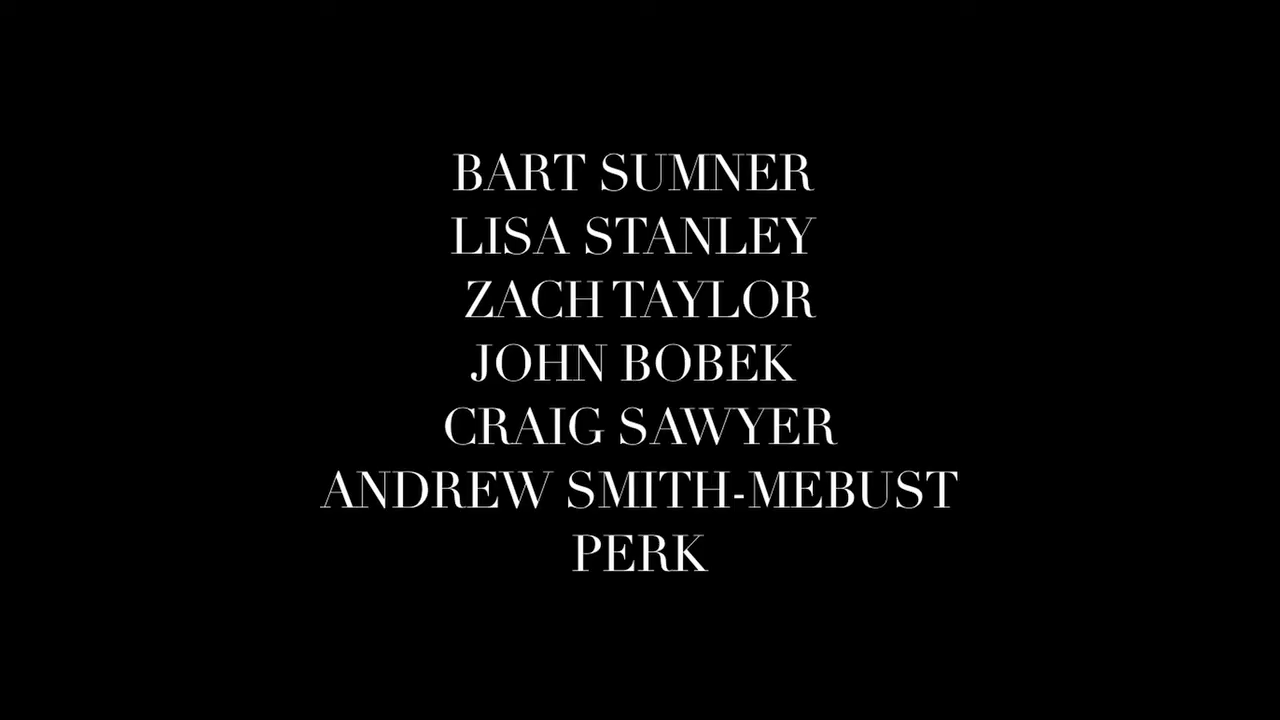 BART SUMNER
LISA STANLEY
ZACH TAYLOR
JOHN BOBEK
CRAIG SAWYER
ANDREW SMITH-MEBUST
PERK